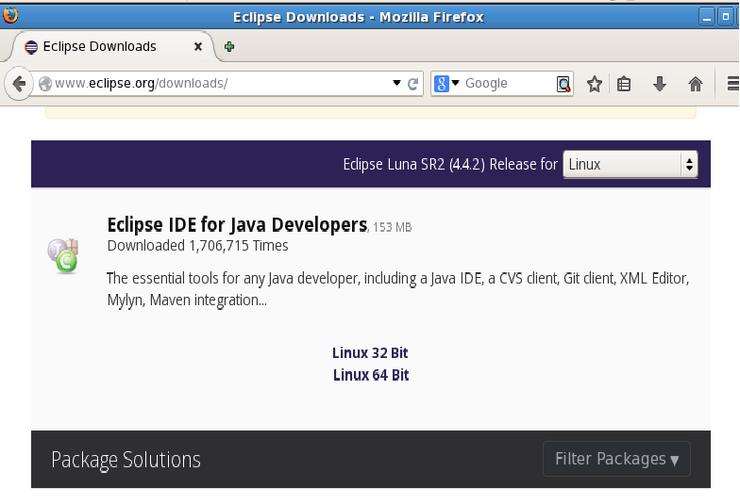 Eclipse Downloads - Mozilla Firefox
Eclipse Downloads
www.eclipse.org/downloads/
Google
Eclipse Luna SR2 (4.4.2) Release for Linux
Eclipse IDE for Java Developers, 153 MB
Downloaded 1,706,715 Times
The essential tools for any Java developer, including a Java IDE, a CVS client, Git client, XML Editor,
Mylyn, Maven integration...
Linux 32 Bit
Linux 64 Bit
Package Solutions
Filter Packages ▾